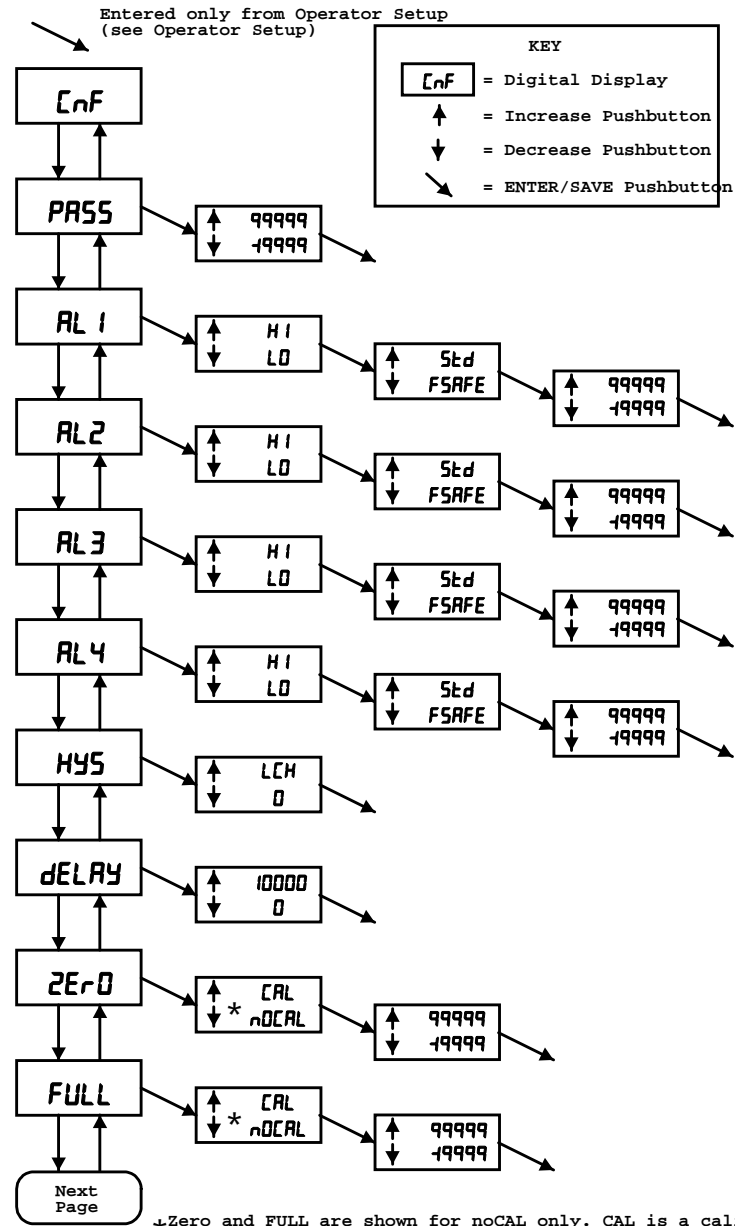 Entered only from Operator Setup
(see Operator Setup)
KEY
CnF = Digital Display
= Increase Pushbutton
= Decrease Pushbutton
= ENTER/SAVE Pushbutton
CnF
PASS
99999
-19999
AL1
HI
LO
Std
FSAFE
99999
-19999
AL2
HI
LO
Std
FSAFE
99999
-19999
AL3
HI
LO
Std
FSAFE
99999
-19999
AL4
HI
LO
Std
FSAFE
99999
-19999
HYS
LCH
0
dELAY
10000
0
ZErO
CAL
* nOCAL
99999
-19999
FULL
CAL
* nOCAL
99999
-19999
Next
Page
*Zero and FULL are shown for noCAL only. CAL is a cal